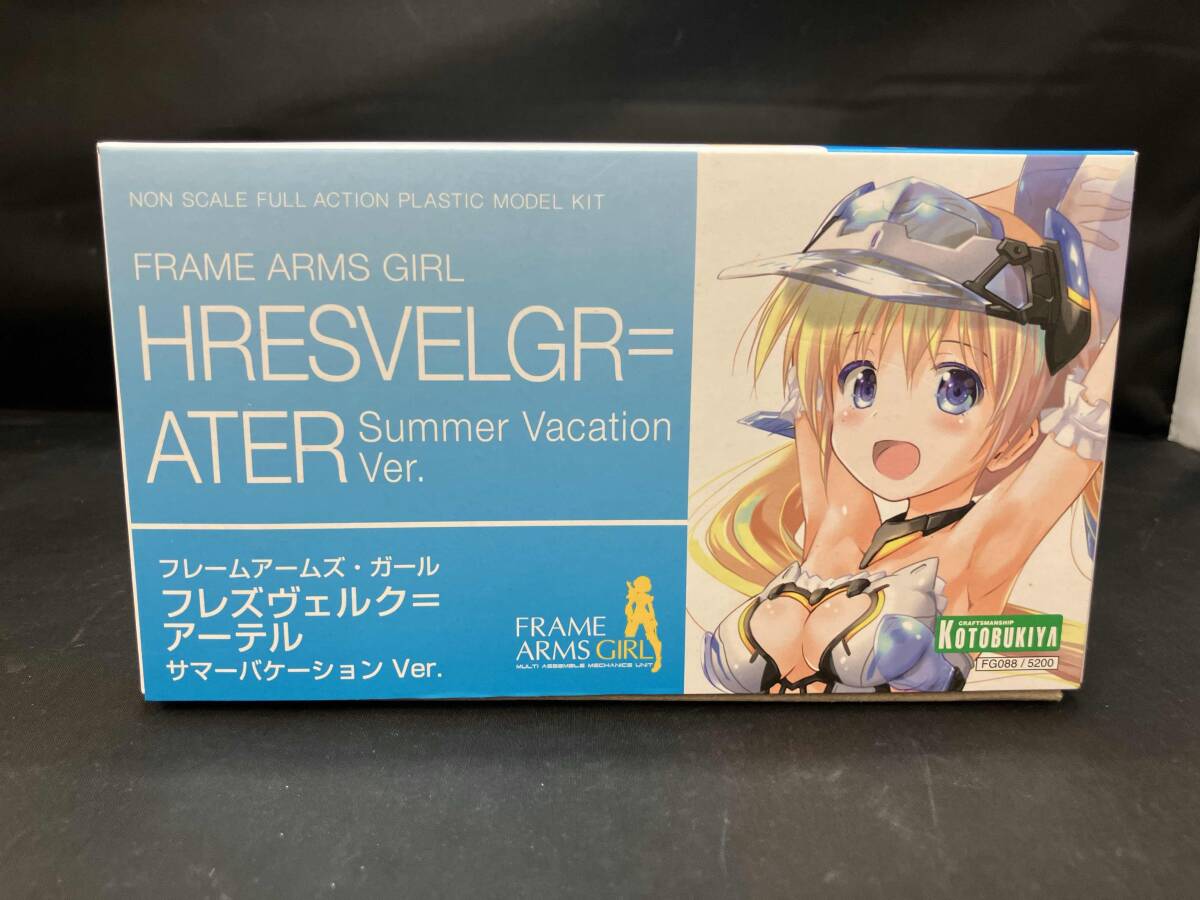 NON SCALE FULL ACTION PLASTIC MODEL KIT
FRAME ARMS GIRL
HRESVELGR=
ATER Summer Vacation
Ver.
フレームアームズ・ガール
フレズヴェルク=
アーテル
サマーバケーション Ver.
FRAME
ARMS GIRL
MULTI ASSEMBLE MECHANICS UNIT
CRAFTSMANSHIP
KOTOBUKIYA
FG088 / 5200